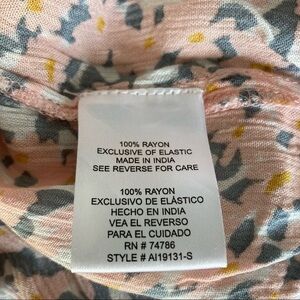 100% RAYON
EXCLUSIVE OF ELASTIC
MADE IN INDIA
SEE REVERSE FOR CARE
100% RAYON
EXCLUSIVO DE ELÁSTICO
HECHO EN INDIA
VEA EL REVERSO
PARA EL CUIDADO
RN # 74786
STYLE # AI19131-S